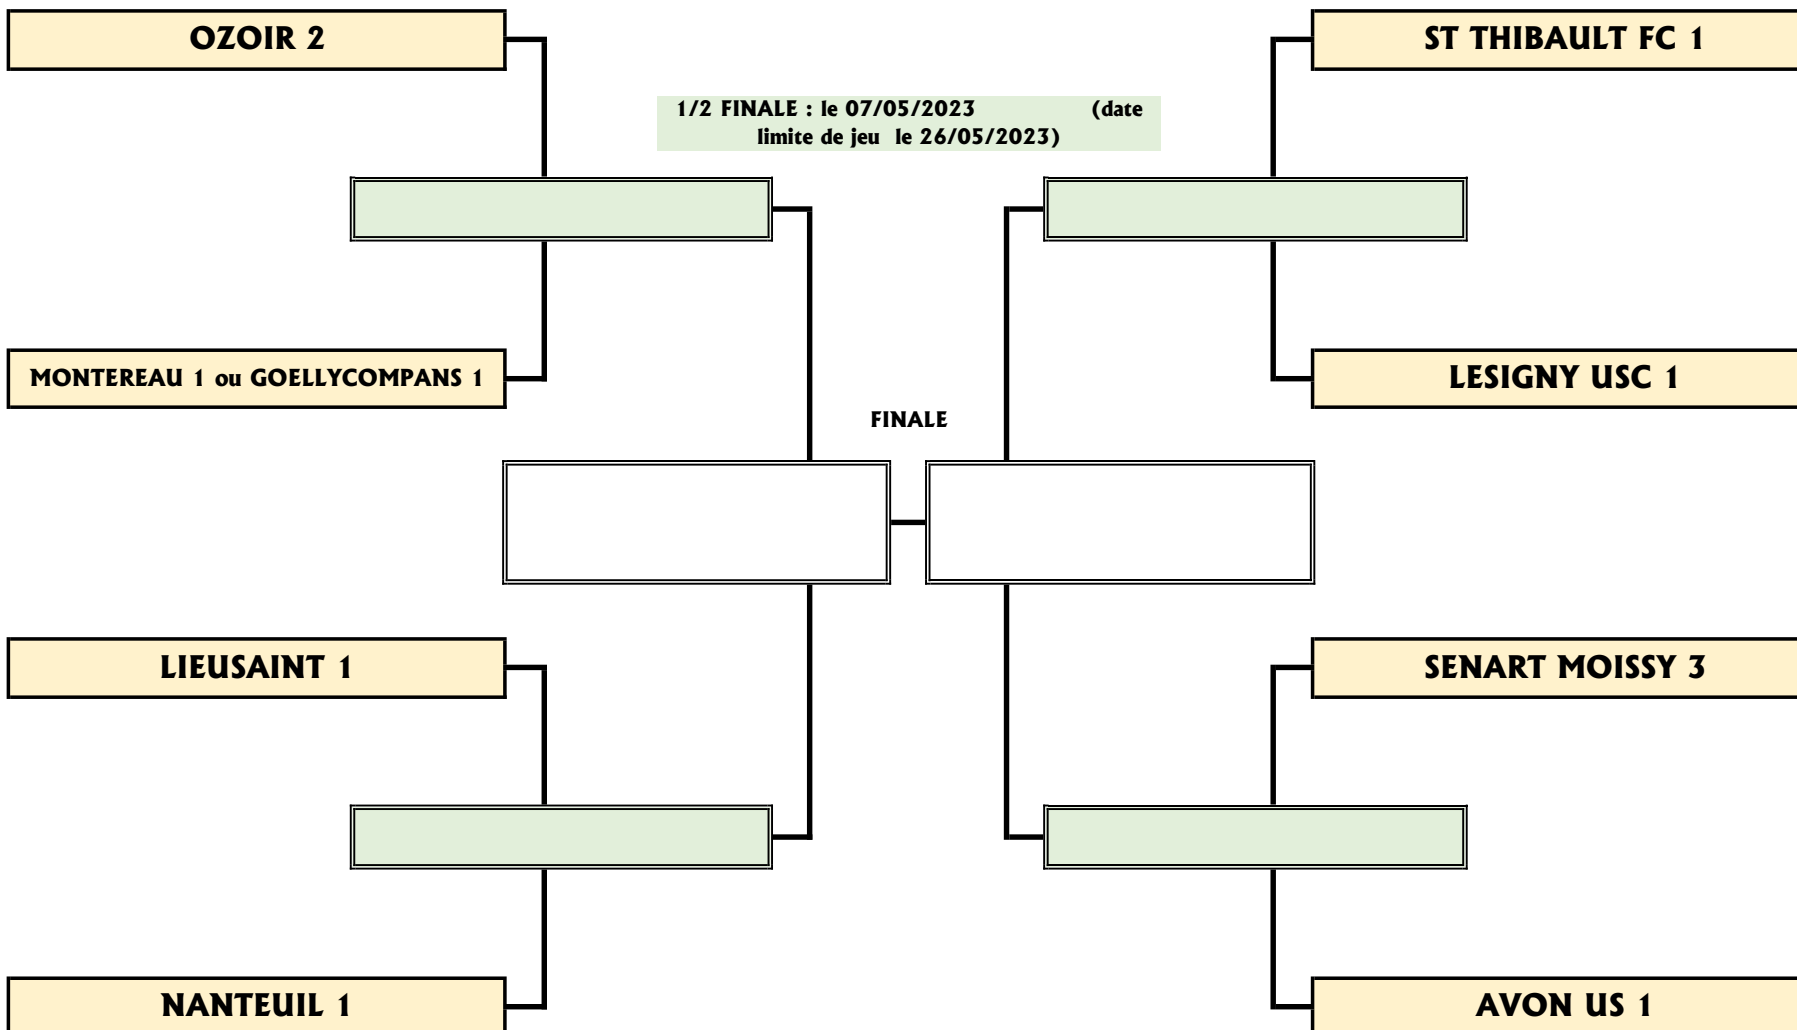 OZOIR 2
ST THIBAULT FC 1
1/2 FINALE : le 07/05/2023 (date
limite de jeu le 26/05/2023)
MONTEREAU 1 ou GOELLYCOMPANS 1
LESIGNY USC 1
FINALE
LIEUSAINT 1
SENART MOISSY 3
NANTEUIL 1
AVON US 1